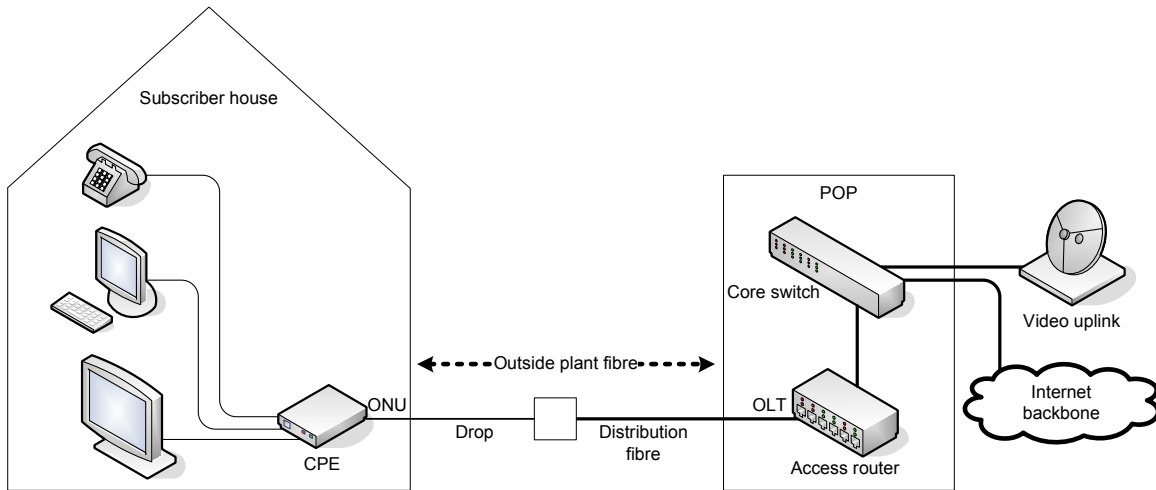 Subscriber house
POP
Core switch
Video uplink
Outside plant fibre
Internet
backbone
ONU
OLT
Drop
Distribution
fibre
CPE
Access router